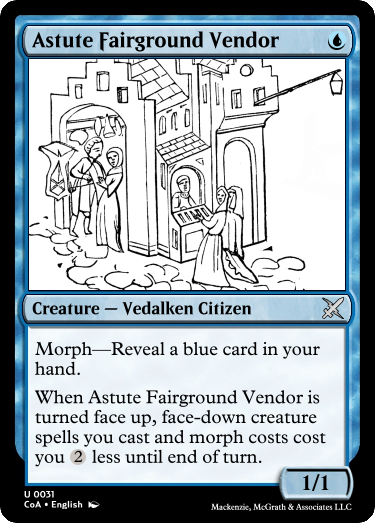 Astute Fairground Vendor
Creature — Vedalken Citizen
Morph—Reveal a blue card in your
hand.
When Astute Fairground Vendor is
turned face up, face-down creature
spells you cast and morph costs cost
you 2 less until end of turn.
1/1
U 0031
CoA • English
Mackenzie, McGrath & Associates LLC